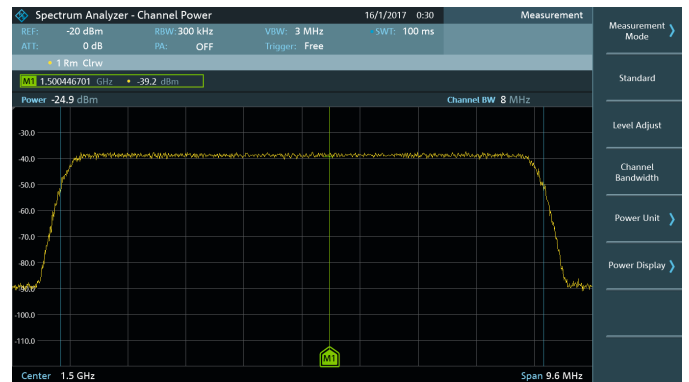 Spectrum Analyzer - Channel Power 16/1/2017 0:30 Measurement
REF: -20 dBm RBW: 300 kHz VBW: 3 MHz SWT: 100 ms
ATT: 0 dB PA: OFF Trigger: Free
1 Rm Clrw
M1 1.500446701 GHz • -39.2 dBm
Power -24.9 dBm Channel BW 8 MHz
-30.0
-40.0
-50.0
-60.0
-70.0
-80.0
-90.0
-100.0
-110.0
M1
Center 1.5 GHz Span 9.6 MHz
Measurement
Mode
Standard
Level Adjust
Channel
Bandwidth
Power Unit
Power Display